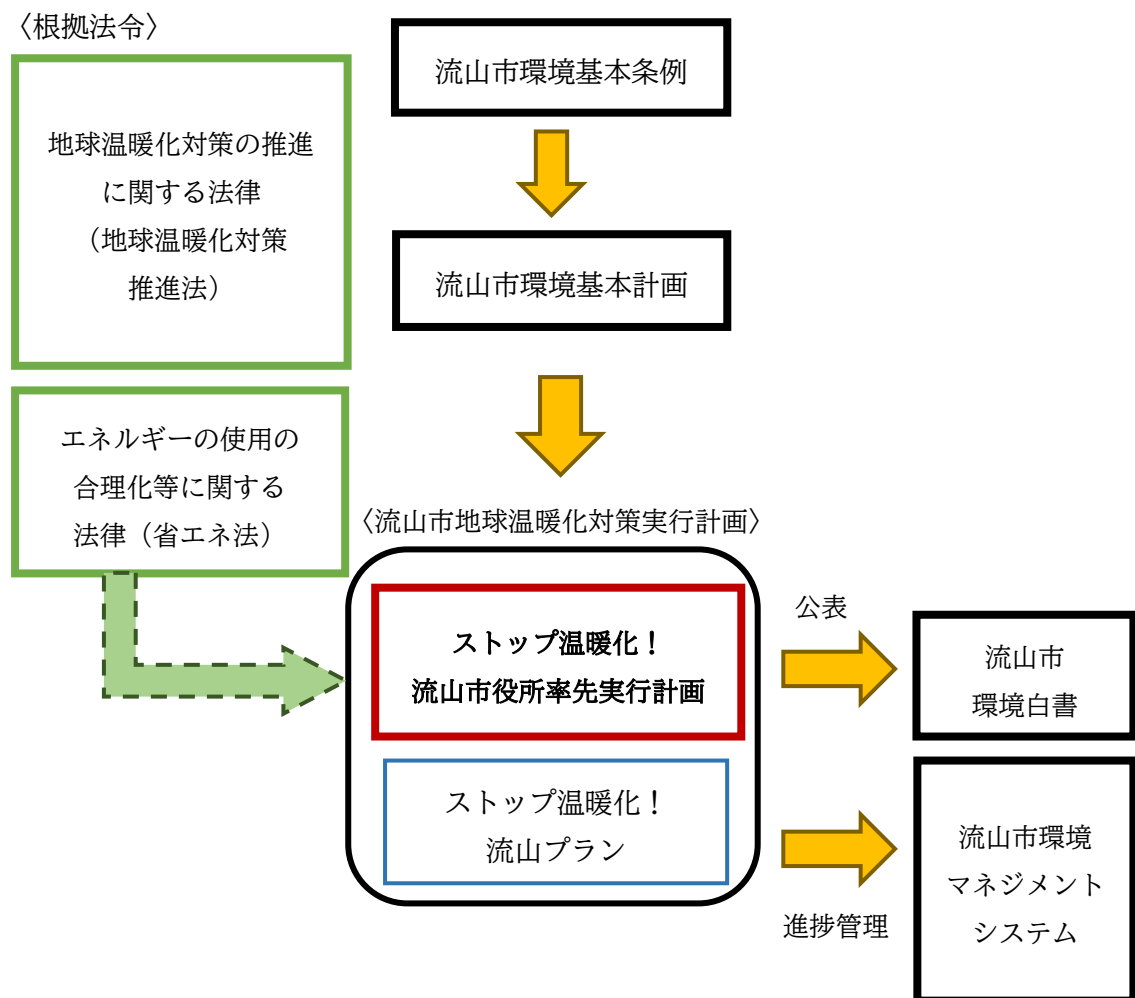 〈根拠法令〉
地球温暖化対策の推進
に関する法律
（地球温暖化対策
推進法）
エネルギーの使用の
合理化等に関する
法律（省エネ法）
流山市環境基本条例
流山市環境基本計画
〈流山市地球温暖化対策実行計画〉
ストップ温暖化！
流山市役所率先実行計画
ストップ温暖化！
流山プラン
公表
流山市
環境白書
進捗管理
流山市環境
マネジメント
システム